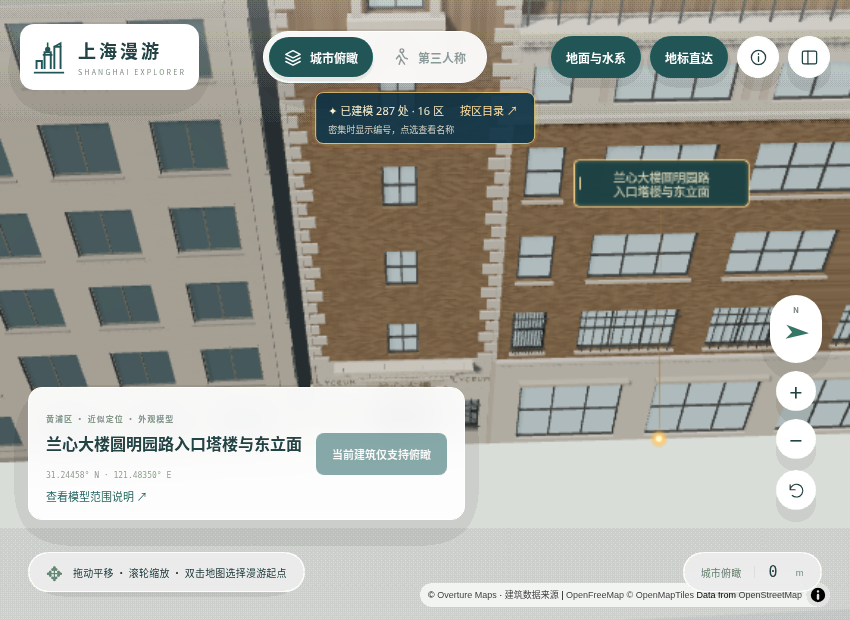 上海漫游
SHANGHAI EXPLORER
城市俯瞰
第三人称
地面与水系
地标直达
✦ 已建模 287 处 · 16 区 按区目录 ↗
密集时显示编号，点选查看名称
兰心大楼圆明园路
入口塔楼与东立面
N
LYCEUM
LYCEUM
黄浦区 · 近似定位 · 外观模型
兰心大楼圆明园路入口塔楼与东立面
当前建筑仅支持俯瞰
31.24458° N · 121.48350° E
查看模型范围说明 ↗
拖动平移 · 滚轮缩放 · 双击地图选择漫游起点
城市俯瞰 0 m
© Overture Maps · 建筑数据来源 | OpenFreeMap © OpenMapTiles Data from OpenStreetMap